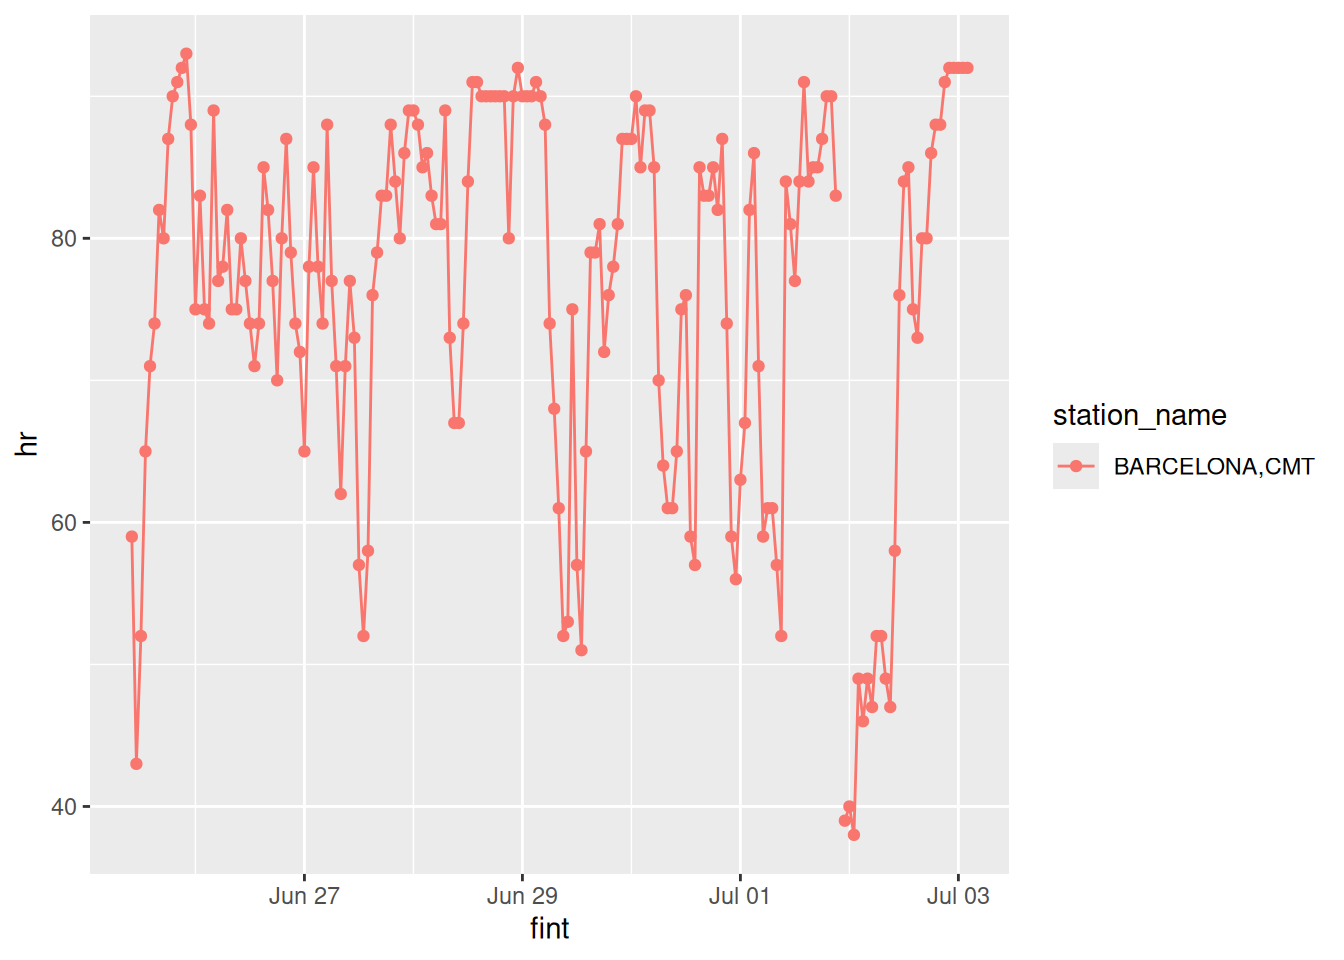 80
60
40
hr
Jun 27
Jun 29
Jul 01
Jul 03
fint
station_name
BARCELONA,CMT